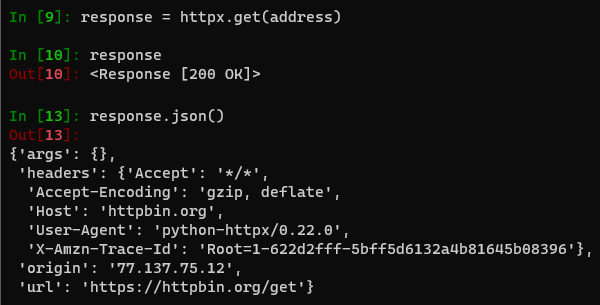 In [9]: response = httpx.get(address)
In [10]: response
Out[10]: <Response [200 OK]>
In [13]: response.json()
Out[13]:
{'args': {},
 'headers': {'Accept': '*/*',
  'Accept-Encoding': 'gzip, deflate',
  'Host': 'httpbin.org',
  'User-Agent': 'python-httpx/0.22.0',
  'X-Amzn-Trace-Id': 'Root=1-622d2fff-5bff5d6132a4b81645b08396'},
 'origin': '77.137.75.12',
 'url': 'https://httpbin.org/get'}